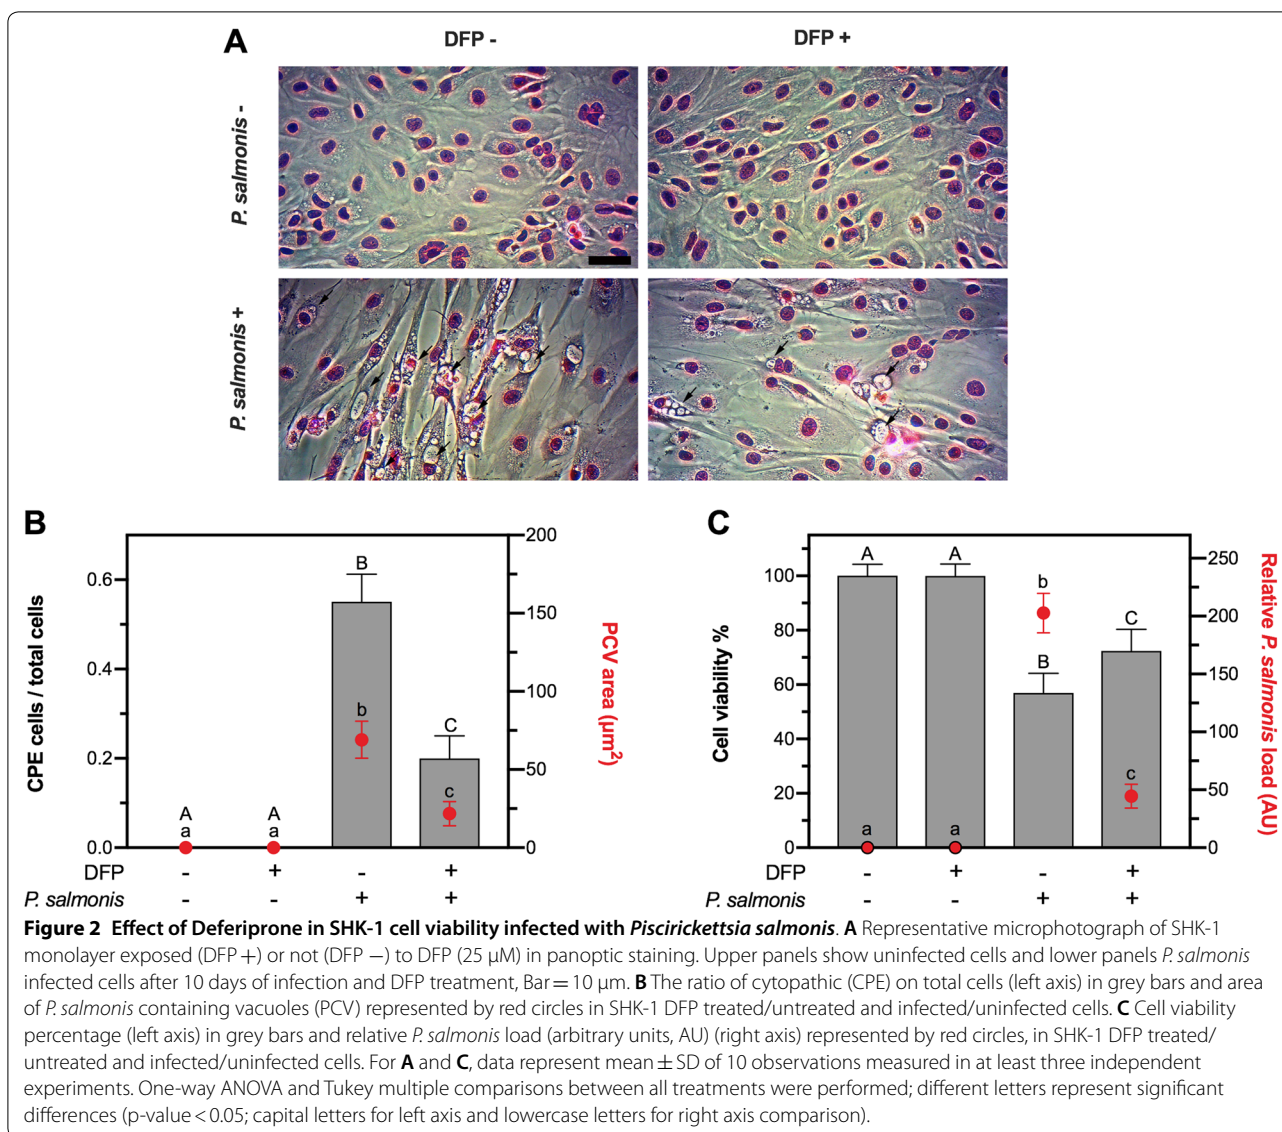 A
DFP -
DFP +
P. salmonis -
P. salmonis +
B
CPE cells / total cells
0.6
0.4
0.2
0.0
A
a
A
a
B
b
C
c
200
150
100
50
0
PCV area (µm²)
DFP
- + - +
P. salmonis
- - + +
C
Cell viability %
100
80
60
40
20
0
A
a
A
a
b
B
C
c
250
200
150
100
50
0
Relative P. salmonis load (AU)
DFP
- + - +
P. salmonis
- - + +
Figure 2 Effect of Deferiprone in SHK-1 cell viability infected with Piscirickettsia salmonis. A Representative microphotograph of SHK-1
monolayer exposed (DFP +) or not (DFP −) to DFP (25 µM) in panoptic staining. Upper panels show uninfected cells and lower panels P. salmonis
infected cells after 10 days of infection and DFP treatment, Bar = 10 µm. B The ratio of cytopathic (CPE) on total cells (left axis) in grey bars and area
of P. salmonis containing vacuoles (PCV) represented by red circles in SHK-1 DFP treated/untreated and infected/uninfected cells. C Cell viability
percentage (left axis) in grey bars and relative P. salmonis load (arbitrary units, AU) (right axis) represented by red circles, in SHK-1 DFP treated/
untreated and infected/uninfected cells. For A and C, data represent mean ± SD of 10 observations measured in at least three independent
experiments. One-way ANOVA and Tukey multiple comparisons between all treatments were performed; different letters represent significant
differences (p-value < 0.05; capital letters for left axis and lowercase letters for right axis comparison).